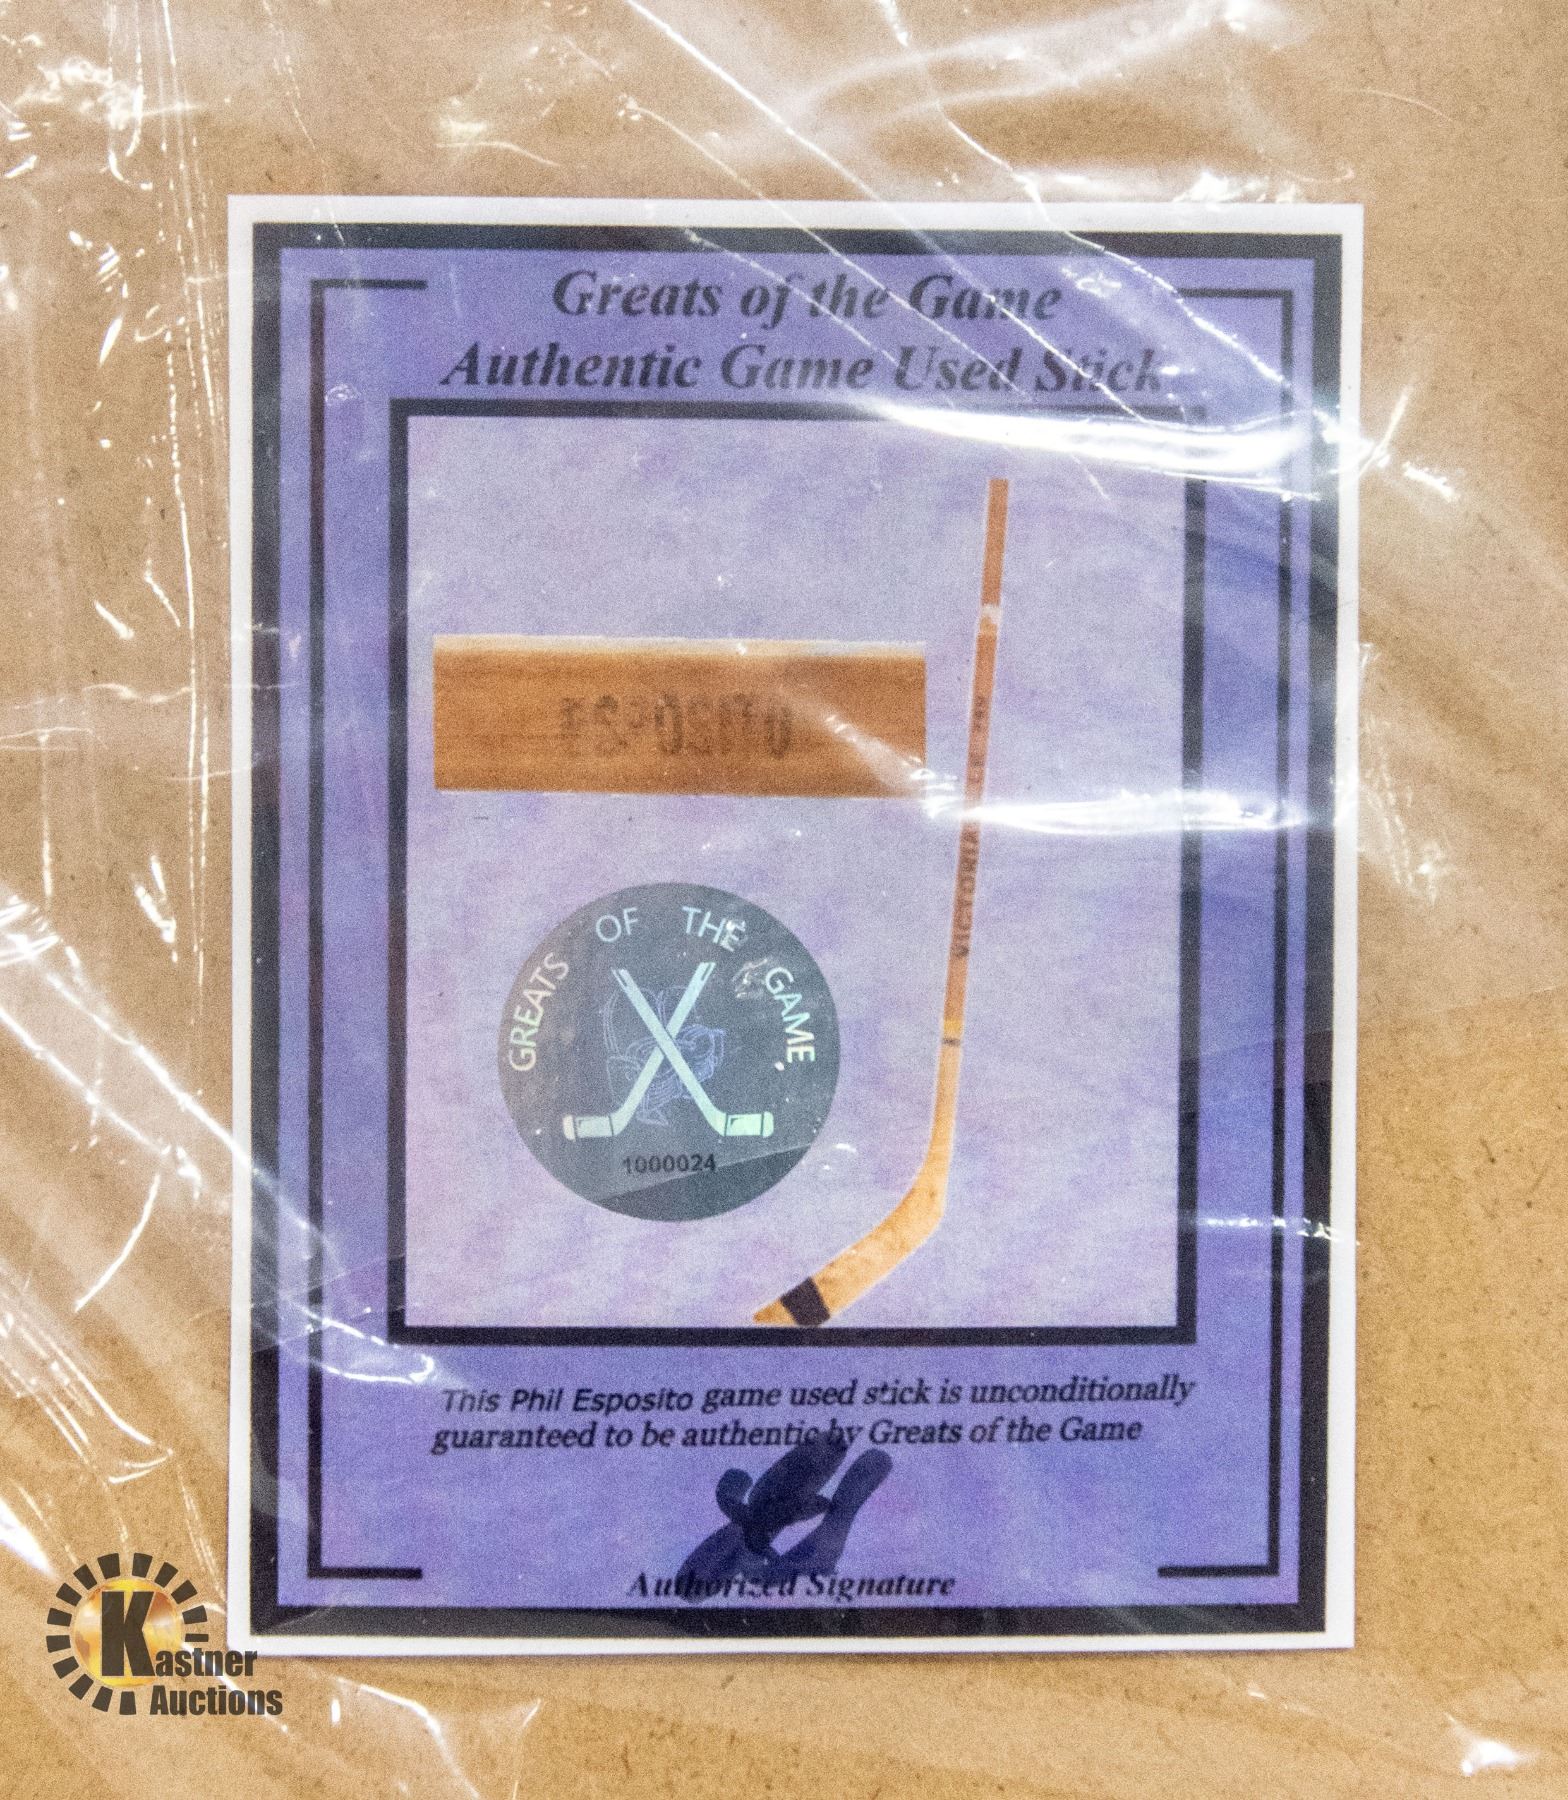 Greats of the Game
Authentic Game Used Stick
VICTORIAVILLE
GREATS OF THE GAME
1000024
This Phil Esposito game used stick is unconditionally
guaranteed to be authentic by Greats of the Game
Authorized Signature
Kastner
Auctions